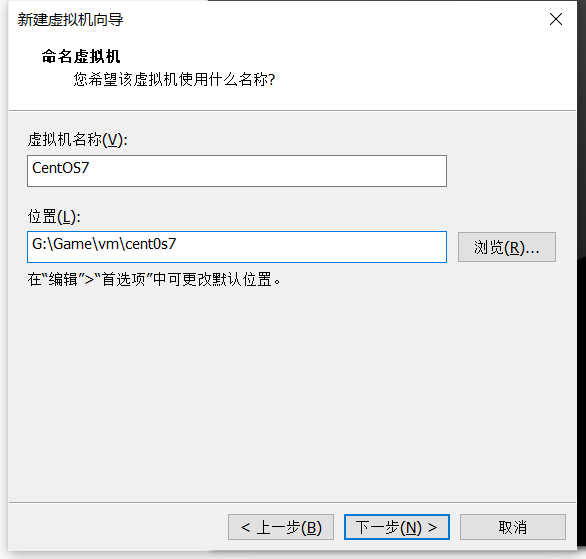 新建虚拟机向导
命名虚拟机
您希望该虚拟机使用什么名称?
虚拟机名称(V):
CentOS7
位置(L):
G:\Game\vm\cent0s7
浏览(R)...
在“编辑”>“首选项”中可更改默认位置。
< 上一步(B)
下一步(N) >
取消